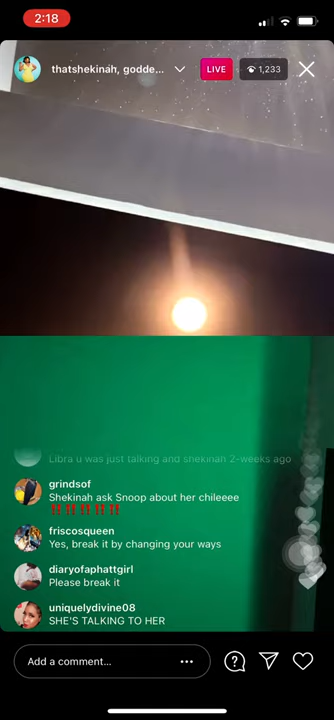 2:18
thatshekinah, godde...
LIVE
1,233
Libra u was just talking and shekinah 2-weeks ago
grindsof
Shekinah ask Snoop about her chileeee
‼️‼️‼️‼️‼️‼️
friscosqueen
Yes, break it by changing your ways
diaryofaphattgirl
Please break it
uniquelydivine08
SHE'S TALKING TO HER
Add a comment...